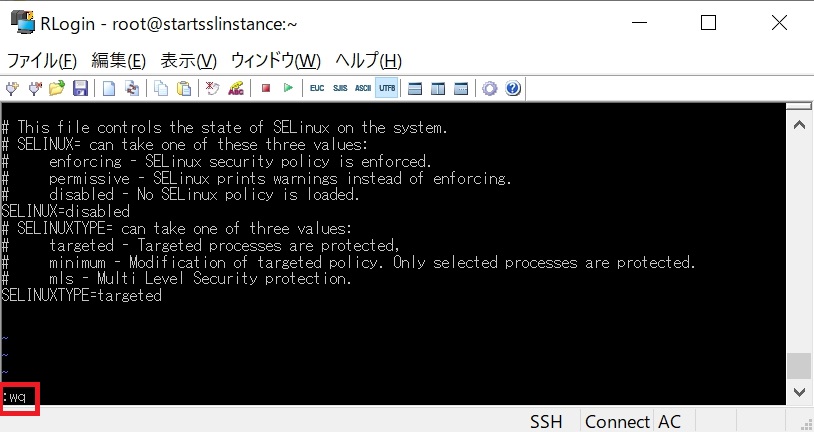 RLogin - root@startsslinstance:~
ファイル(F) 編集(E) 表示(V) ウィンドウ(W) ヘルプ(H)
ABC EUC SJIS ASCII UTF8
# This file controls the state of SELinux on the system.
# SELINUX= can take one of these three values:
#     enforcing - SELinux security policy is enforced.
#     permissive - SELinux prints warnings instead of enforcing.
#     disabled - No SELinux policy is loaded.
SELINUX=disabled
# SELINUXTYPE= can take one of three values:
#     targeted - Targeted processes are protected,
#     minimum - Modification of targeted policy. Only selected processes are protected.
#     mls - Multi Level Security protection.
SELINUXTYPE=targeted
~
~
~
:wq
SSH Connect AC